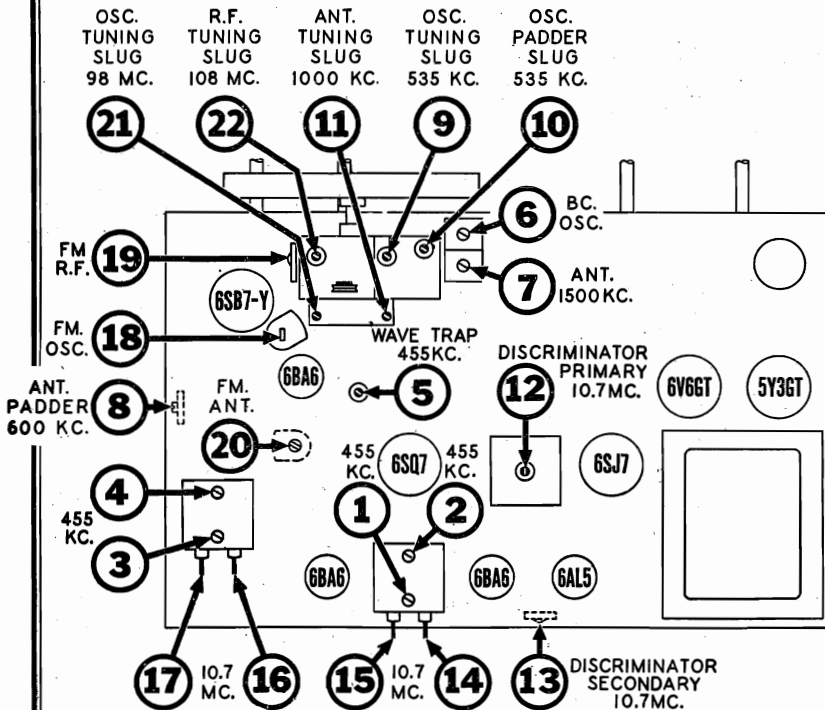 OSC.
TUNING
SLUG
98 MC.
R.F.
TUNING
SLUG
108 MC.
ANT.
TUNING
SLUG
1000 KC.
OSC.
TUNING
SLUG
535 KC.
OSC.
PADDER
SLUG
535 KC.
21
22
11
9
10
6
BC.
OSC.
FM
R.F.
19
7
ANT.
1500KC.
6SB7-Y
FM.
OSC.
18
WAVE TRAP
455KC.
5
DISCRIMINATOR
PRIMARY
10.7MC.
12
6BA6
6V6GT
5Y3GT
ANT.
PADDER
600 KC.
8
FM.
ANT.
20
455
KC.
6SQ7
455
KC.
6SJ7
4
455
KC.
3
1
2
6BA6
6BA6
6AL5
17
10.7
MC.
16
15
10.7
MC.
14
13
DISCRIMINATOR
SECONDARY
10.7MC.